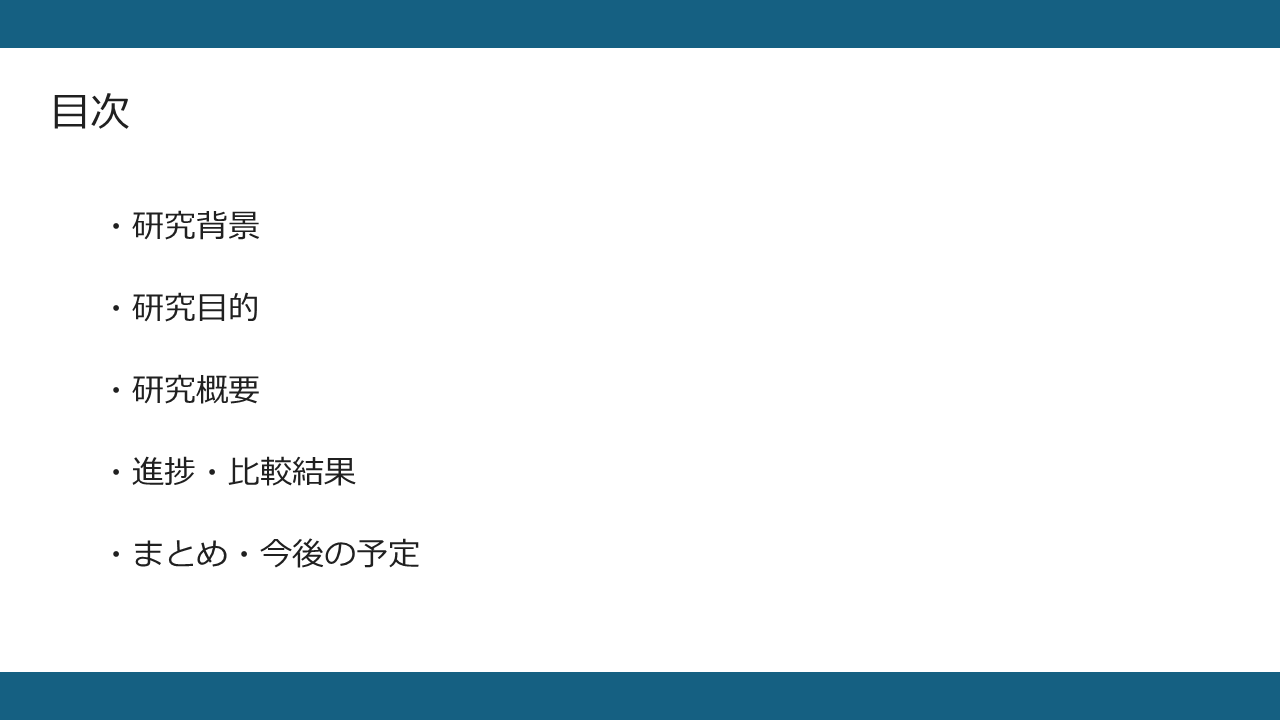 目次
・研究背景
・研究目的
・研究概要
・進捗・比較結果
・まとめ・今後の予定